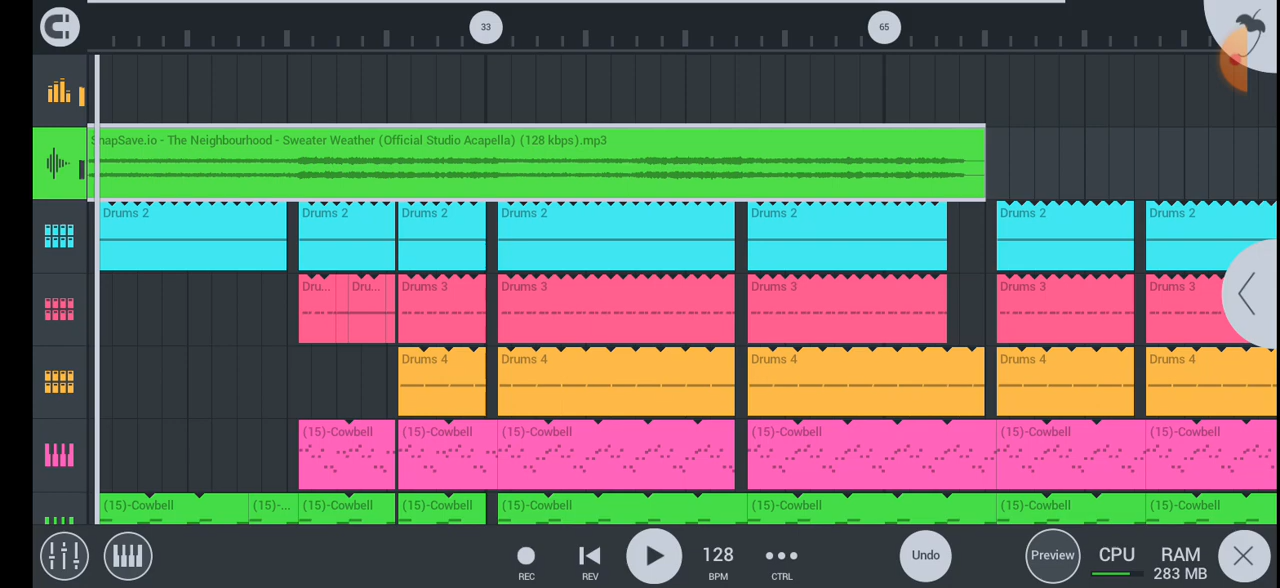 33
65
SnapSave.io - The Neighbourhood - Sweater Weather (Official Studio Acapella) (128 kbps).mp3
Drums 2
Drums 2
Drums 2
Drums 2
Drums 2
Drums 2
Drums 2
Dru...
Dru...
Drums 3
Drums 3
Drums 3
Drums 3
Drums 3
Drums 4
Drums 4
Drums 4
Drums 4
Drums 4
(15)-Cowbell
(15)-Cowbell
(15)-Cowbell
(15)-Cowbell
(15)-Cowbell
(15)-Cowbell
(15)-Cowbell
(15)-...
(15)-Cowbell
(15)-Cowbell
(15)-Cowbell
(15)-Cowbell
(15)-Cowbell
(15)-Cowbell
REC
REV
128
BPM
CTRL
Undo
Preview
CPU
RAM
283 MB